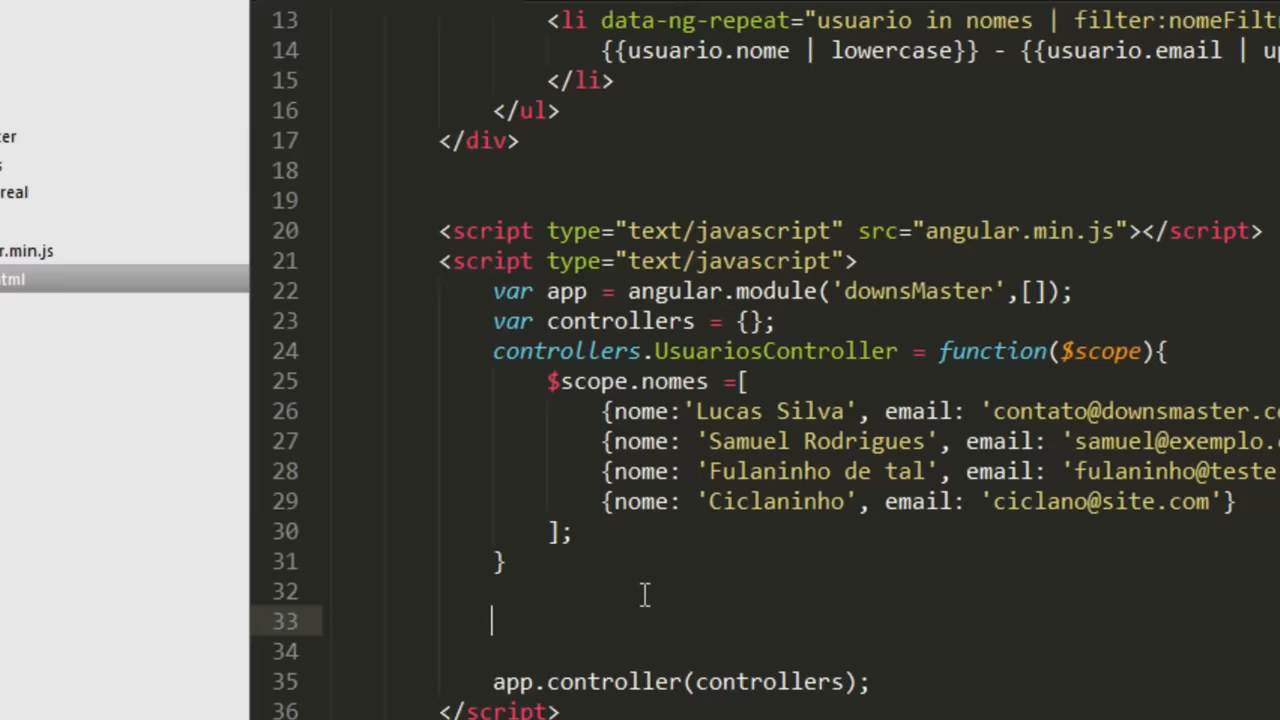 ter
s
real
r.min.js
tml
13 <li data-ng-repeat="usuario in nomes | filter:nomeFilt
14 {{usuario.nome | lowercase}} - {{usuario.email | u
15 </li>
16 </ul>
17 </div>
18
19
20 <script type="text/javascript" src="angular.min.js"></script>
21 <script type="text/javascript">
22 var app = angular.module('downsMaster',[]);
23 var controllers = {};
24 controllers.UsuariosController = function($scope){
25 $scope.nomes =[
26 {nome:'Lucas Silva', email: 'contato@downsmaster.c
27 {nome: 'Samuel Rodrigues', email: 'samuel@exemplo.
28 {nome: 'Fulaninho de tal', email: 'fulaninho@teste
29 {nome: 'Ciclaninho', email: 'ciclano@site.com'}
30 ];
31 }
32
33
34
35 app.controller(controllers);
36 </script>